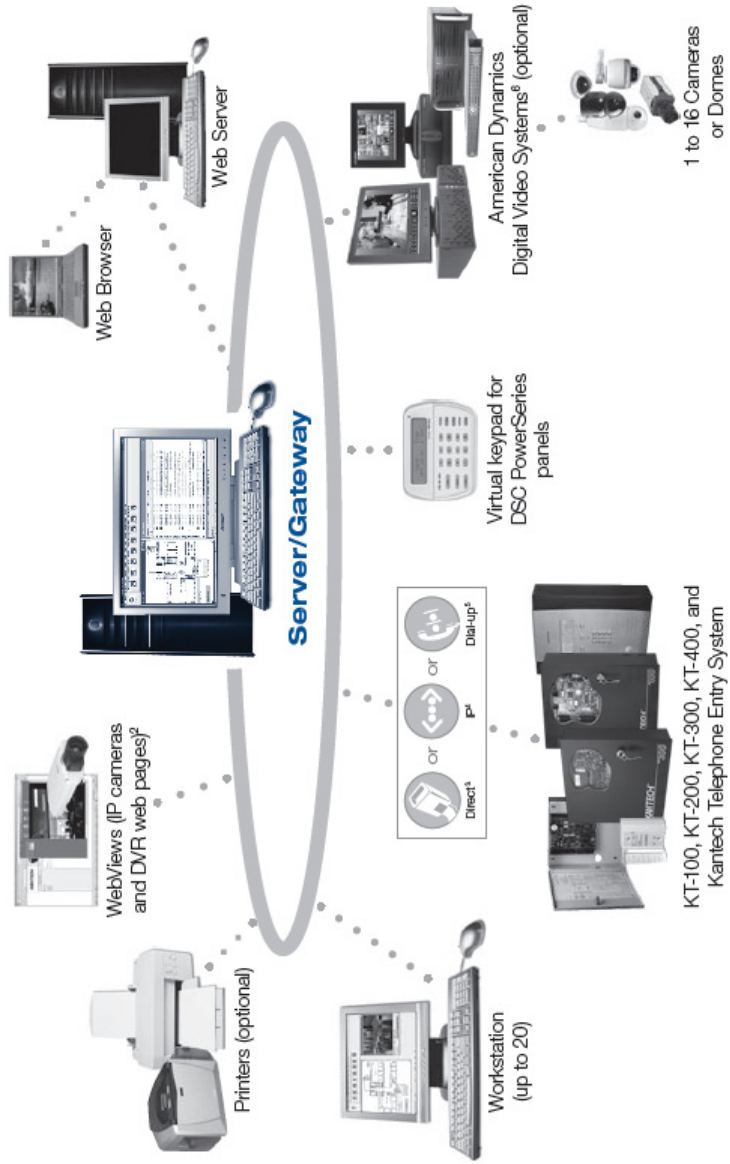 Printers (optional)
WebViews (IP cameras
and DVR web pages)²
Web Browser
Web Server
Server/Gateway
Workstation
(up to 20)
Direct³
or
IP⁴
or
Dial-up⁵
KT-100, KT-200, KT-300, KT-400, and
Kantech Telephone Entry System
Virtual keypad for
DSC PowerSeries
panels
American Dynamics
Digital Video Systems⁶ (optional)
1 to 16 Cameras
or Domes